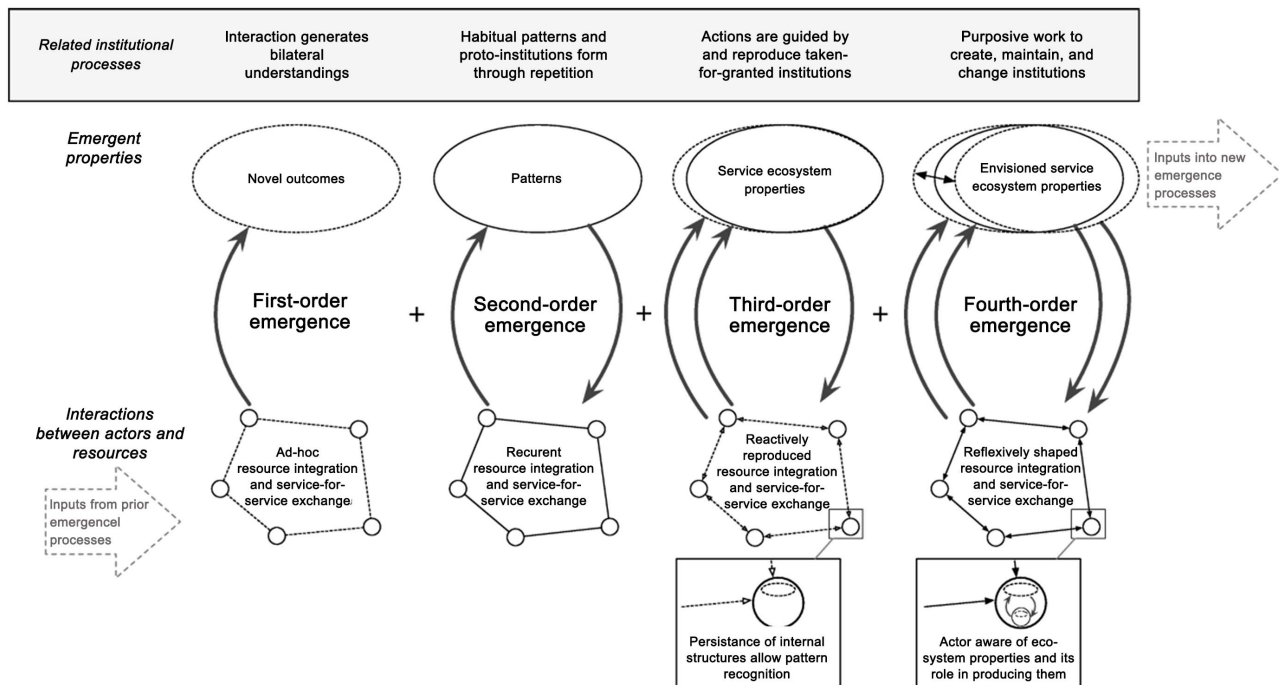 Related institutional
processes
Interaction generates
bilateral
understandings
Habitual patterns and
proto-institutions form
through repetition
Actions are guided by
and reproduce taken-
for-granted institutions
Purposive work to
create, maintain, and
change institutions
Emergent
properties
Novel outcomes
Patterns
Service ecosystem
properties
Envisioned service
ecosystem properties
Inputs into new
emergence
processes
First-order
emergence
+
Second-order
emergence
+
Third-order
emergence
+
Fourth-order
emergence
Interactions
between actors and
resources
Inputs from prior
emergencel
processes
Ad-hoc
resource integration
and service-for-
service exchange
Recurent
resource integration
and service-for-
service exchange
Reactively
reproduced
resource integration
and service-for-
service exchange
Reflexively shaped
resource integration
and service-for-
service exchange
Persistance of internal
structures allow pattern
recognition
Actor aware of eco-
system properties and its
role in producing them